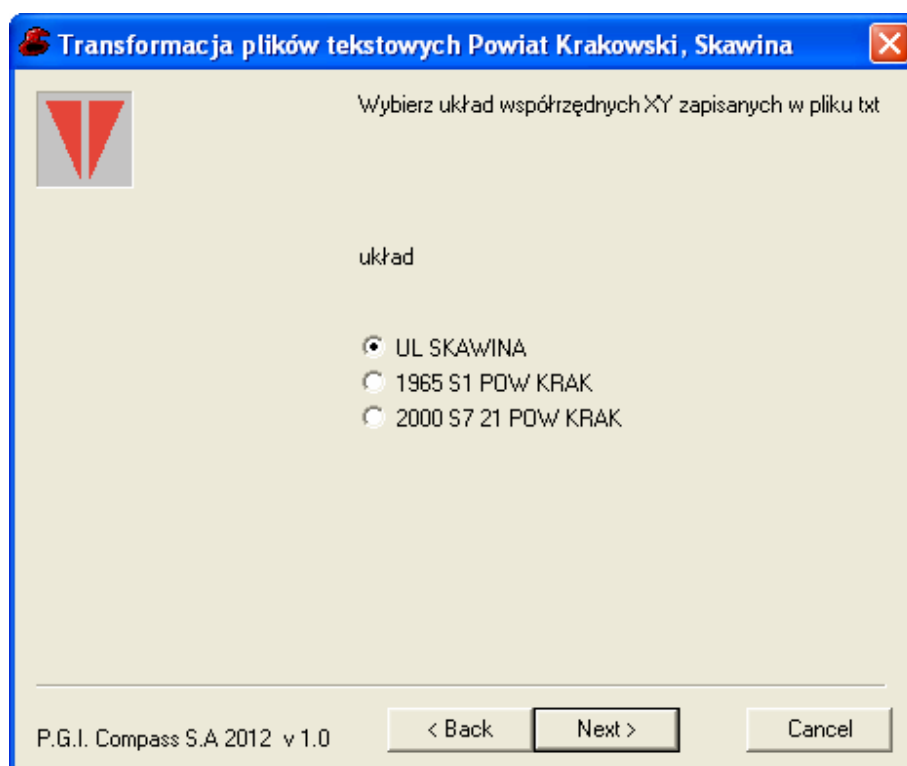 Transformacja plików tekstowych Powiat Krakowski, Skawina
Wybierz układ współrzędnych XY zapisanych w pliku txt
układ
UL SKAWINA
1965 S1 POW KRAK
2000 S7 21 POW KRAK
P.G.I. Compass S.A 2012 v 1.0
< Back
Next >
Cancel